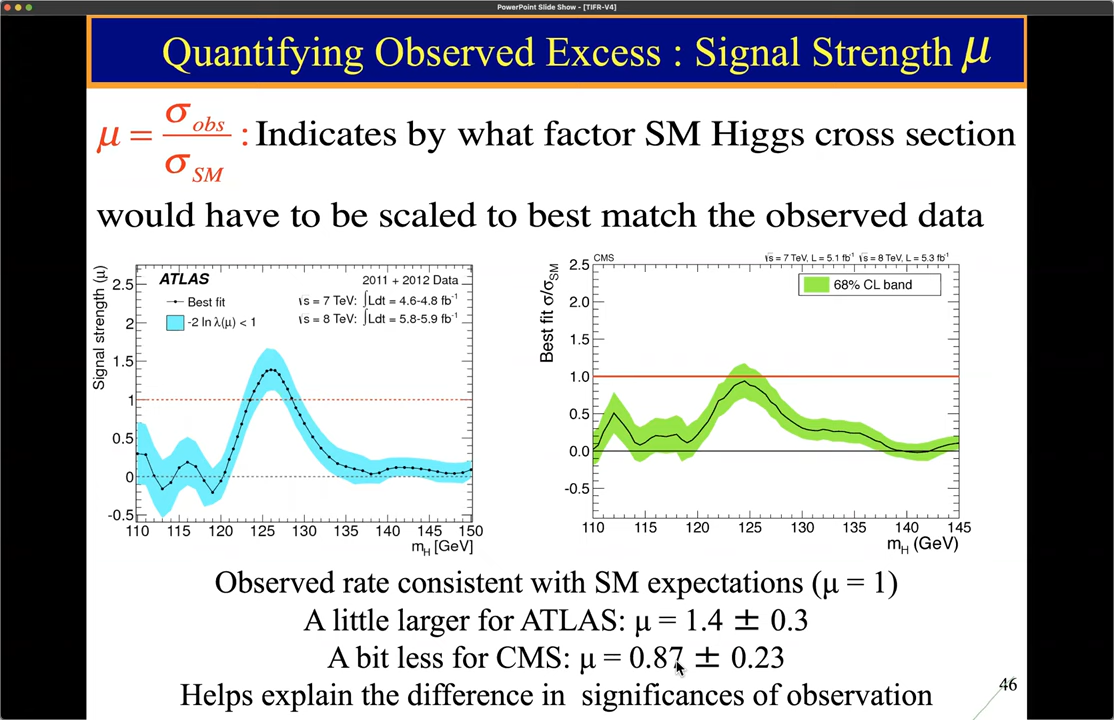 PowerPoint Slide Show - [TIFR-V4]
Quantifying Observed Excess : Signal Strength μ
μ = σ obs / σ SM : Indicates by what factor SM Higgs cross section
would have to be scaled to best match the observed data
ATLAS
2011 + 2012 Data
Best fit
√s = 7 TeV: ∫Ldt = 4.6-4.8 fb⁻¹
-2 ln λ(μ) < 1
√s = 8 TeV: ∫Ldt = 5.8-5.9 fb⁻¹
Signal strength (μ)
2.5
2
1.5
1
0.5
0
-0.5
110 115 120 125 130 135 140 145 150
m_H [GeV]
CMS
√s = 7 TeV, L = 5.1 fb⁻¹ √s = 8 TeV, L = 5.3 fb⁻¹
68% CL band
Best fit σ/σ_SM
2.5
2.0
1.5
1.0
0.5
0.0
-0.5
110 115 120 125 130 135 140 145
m_H (GeV)
Observed rate consistent with SM expectations (μ = 1)
A little larger for ATLAS: μ = 1.4 ± 0.3
A bit less for CMS: μ = 0.87 ± 0.23
Helps explain the difference in significances of observation
46